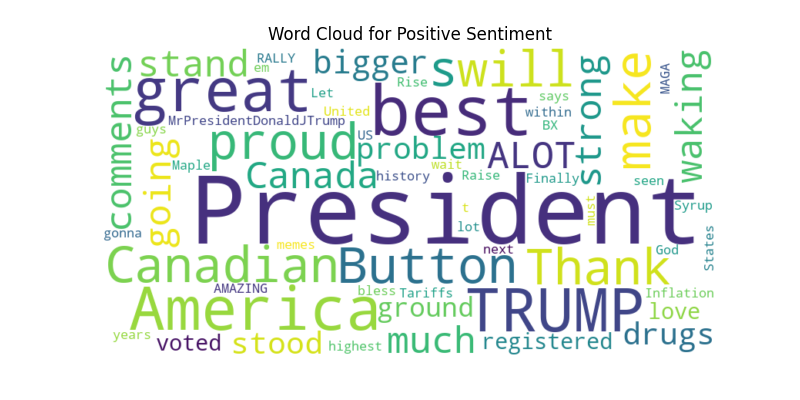 Word Cloud for Positive Sentiment
comments
stand
RALLY
em
bigger
s
will
strong
make
MAGA
waking
great
Rise
Let
best
says
United
within
BX
MrPresidentDonaldJTrump
guys
US
going
proud
problem
ALOT
Maple
Canada
history
wait
Raise
Finally
seen
President
t
lot
must
Syrup
gonna
memes
next
God
States
Canadian
Button
Thank
AMAZING
America
bless
Tariffs
ground
TRUMP
Inflation
love
years
voted
stood
highest
much
registered
drugs